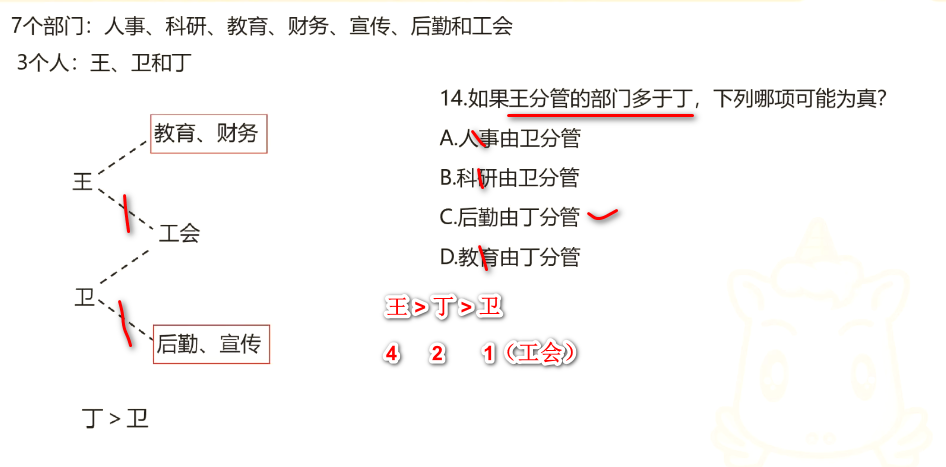 7个部门：人事、科研、教育、财务、宣传、后勤和工会
3个人：王、卫和丁
教育、财务
王
工会
卫
后勤、宣传
丁 > 卫
14.如果王分管的部门多于丁，下列哪项可能为真？
A.人事由卫分管
B.科研由卫分管
C.后勤由丁分管
D.教育由丁分管
王 > 丁 > 卫
4 2 1（工会）